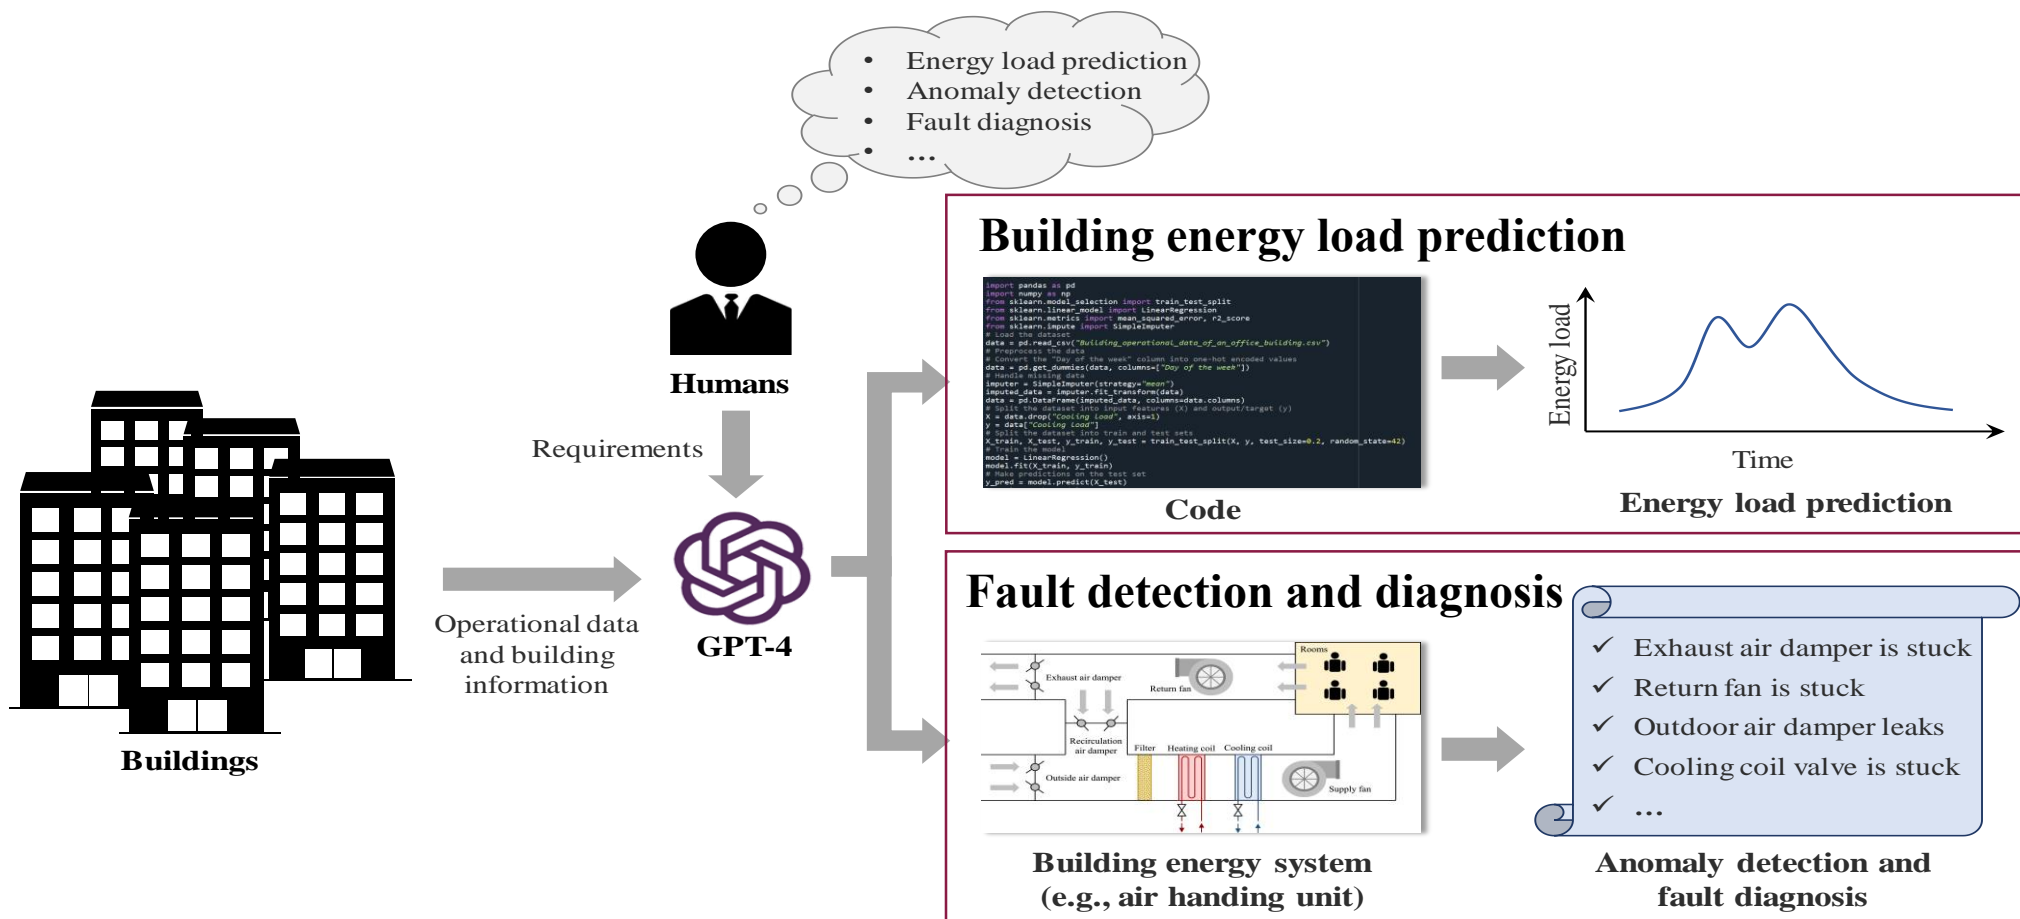 • Energy load prediction
• Anomaly detection
• Fault diagnosis
• ...
Humans
Requirements
Buildings
Operational data
and building
information
GPT-4
Building energy load prediction
import pandas as pd
import numpy as np
from sklearn.model_selection import train_test_split
from sklearn.linear_model import LinearRegression
from sklearn.metrics import mean_squared_error, r2_score
from sklearn.impute import SimpleImputer
# Load the dataset
data = pd.read_csv("Building_operational_data_of_an_office_building.csv")
# Preprocess the data
# Convert the "Day of the week" column into one-hot encoded values
data = pd.get_dummies(data, columns=["Day of the week"])
# Handle missing data
imputer = SimpleImputer(strategy="mean")
imputed_data = imputer.fit_transform(data)
data = pd.DataFrame(imputed_data, columns=data.columns)
# Split the dataset into input features (X) and output/target (y)
X = data.drop("Cooling Load", axis=1)
y = data["Cooling Load"]
# Split the dataset into train and test sets
X_train, X_test, y_train, y_test = train_test_split(X, y, test_size=0.2, random_state=42)
# Train the model
model = LinearRegression()
model.fit(X_train, y_train)
# Make predictions on the test set
y_pred = model.predict(X_test)
Code
Energy load
Time
Energy load prediction
Fault detection and diagnosis
Rooms
Exhaust air damper
Return fan
Recirculation
air damper
Filter
Heating coil
Cooling coil
Outside air damper
Supply fan
Building energy system
(e.g., air handing unit)
✓ Exhaust air damper is stuck
✓ Return fan is stuck
✓ Outdoor air damper leaks
✓ Cooling coil valve is stuck
✓ ...
Anomaly detection and
fault diagnosis